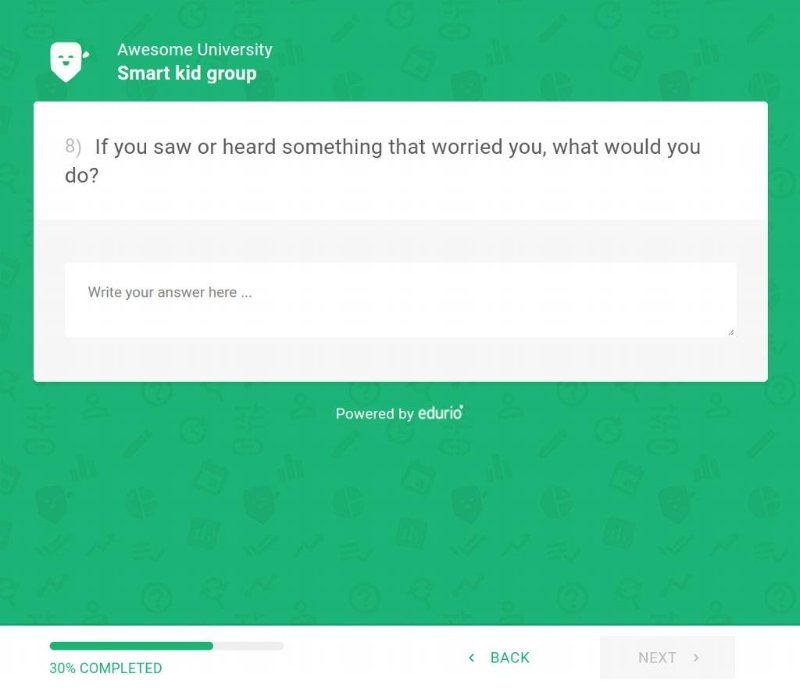 Awesome University
Smart kid group
8) If you saw or heard something that worried you, what would you
do?
Write your answer here ...
Powered by edurio
30% COMPLETED
BACK
NEXT